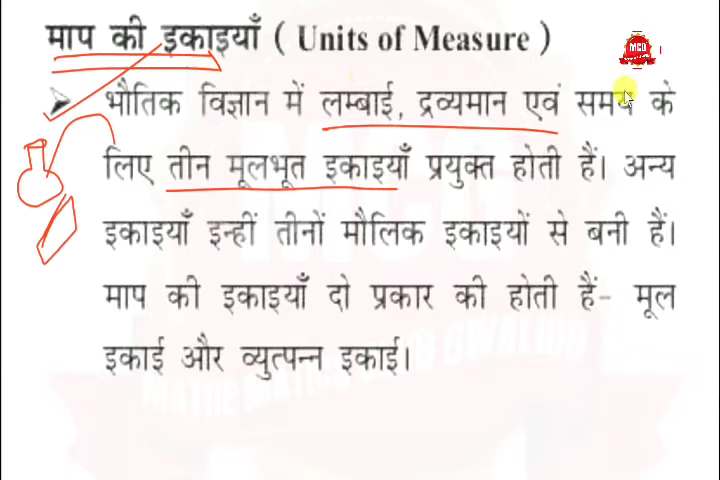 माप की इकाइयाँ ( Units of Measure )
MCG
➤ भौतिक विज्ञान में लम्बाई, द्रव्यमान एवं समय के
लिए तीन मूलभूत इकाइयाँ प्रयुक्त होती हैं। अन्य
इकाइयाँ इन्हीं तीनों मौलिक इकाइयों से बनी हैं।
माप की इकाइयाँ दो प्रकार की होती हैं- मूल
इकाई और व्युत्पन्न इकाई।